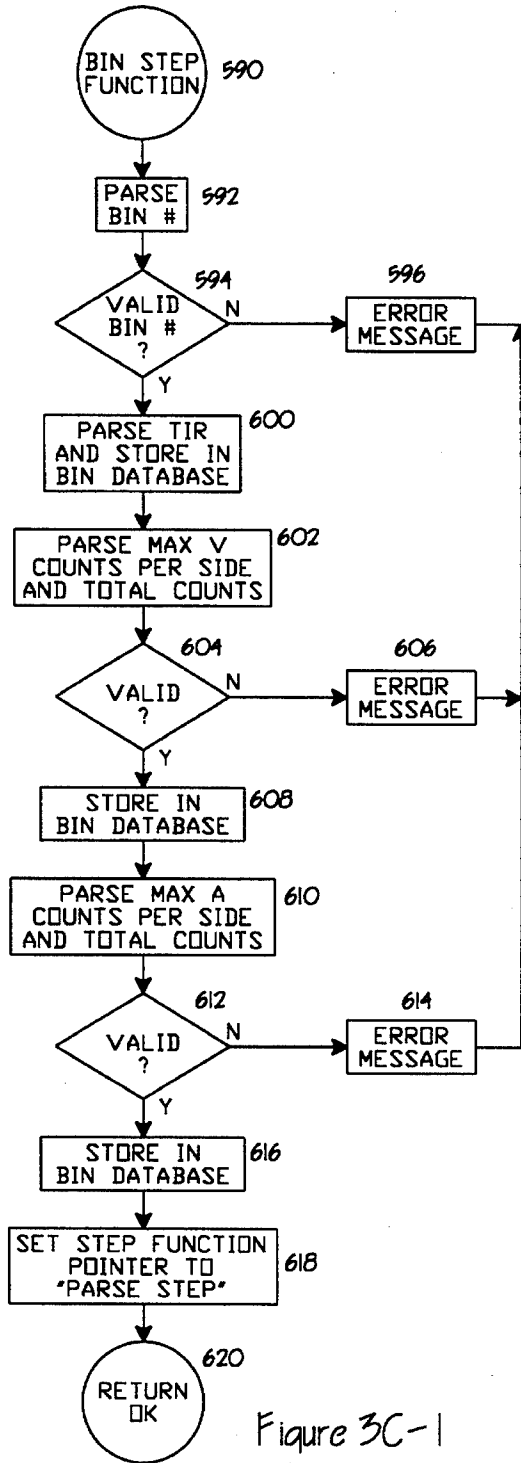 BIN STEP
FUNCTION
590
PARSE
BIN #
592
594
VALID
BIN #
?
N
Y
596
ERROR
MESSAGE
600
PARSE TIR
AND STORE IN
BIN DATABASE
602
PARSE MAX V
COUNTS PER SIDE
AND TOTAL COUNTS
604
VALID
?
N
Y
606
ERROR
MESSAGE
STORE IN
BIN DATABASE
608
PARSE MAX A
COUNTS PER SIDE
AND TOTAL COUNTS
610
612
VALID
?
N
Y
614
ERROR
MESSAGE
STORE IN
BIN DATABASE
616
SET STEP FUNCTION
POINTER TO
"PARSE STEP"
618
620
RETURN
OK
Figure 3C-1